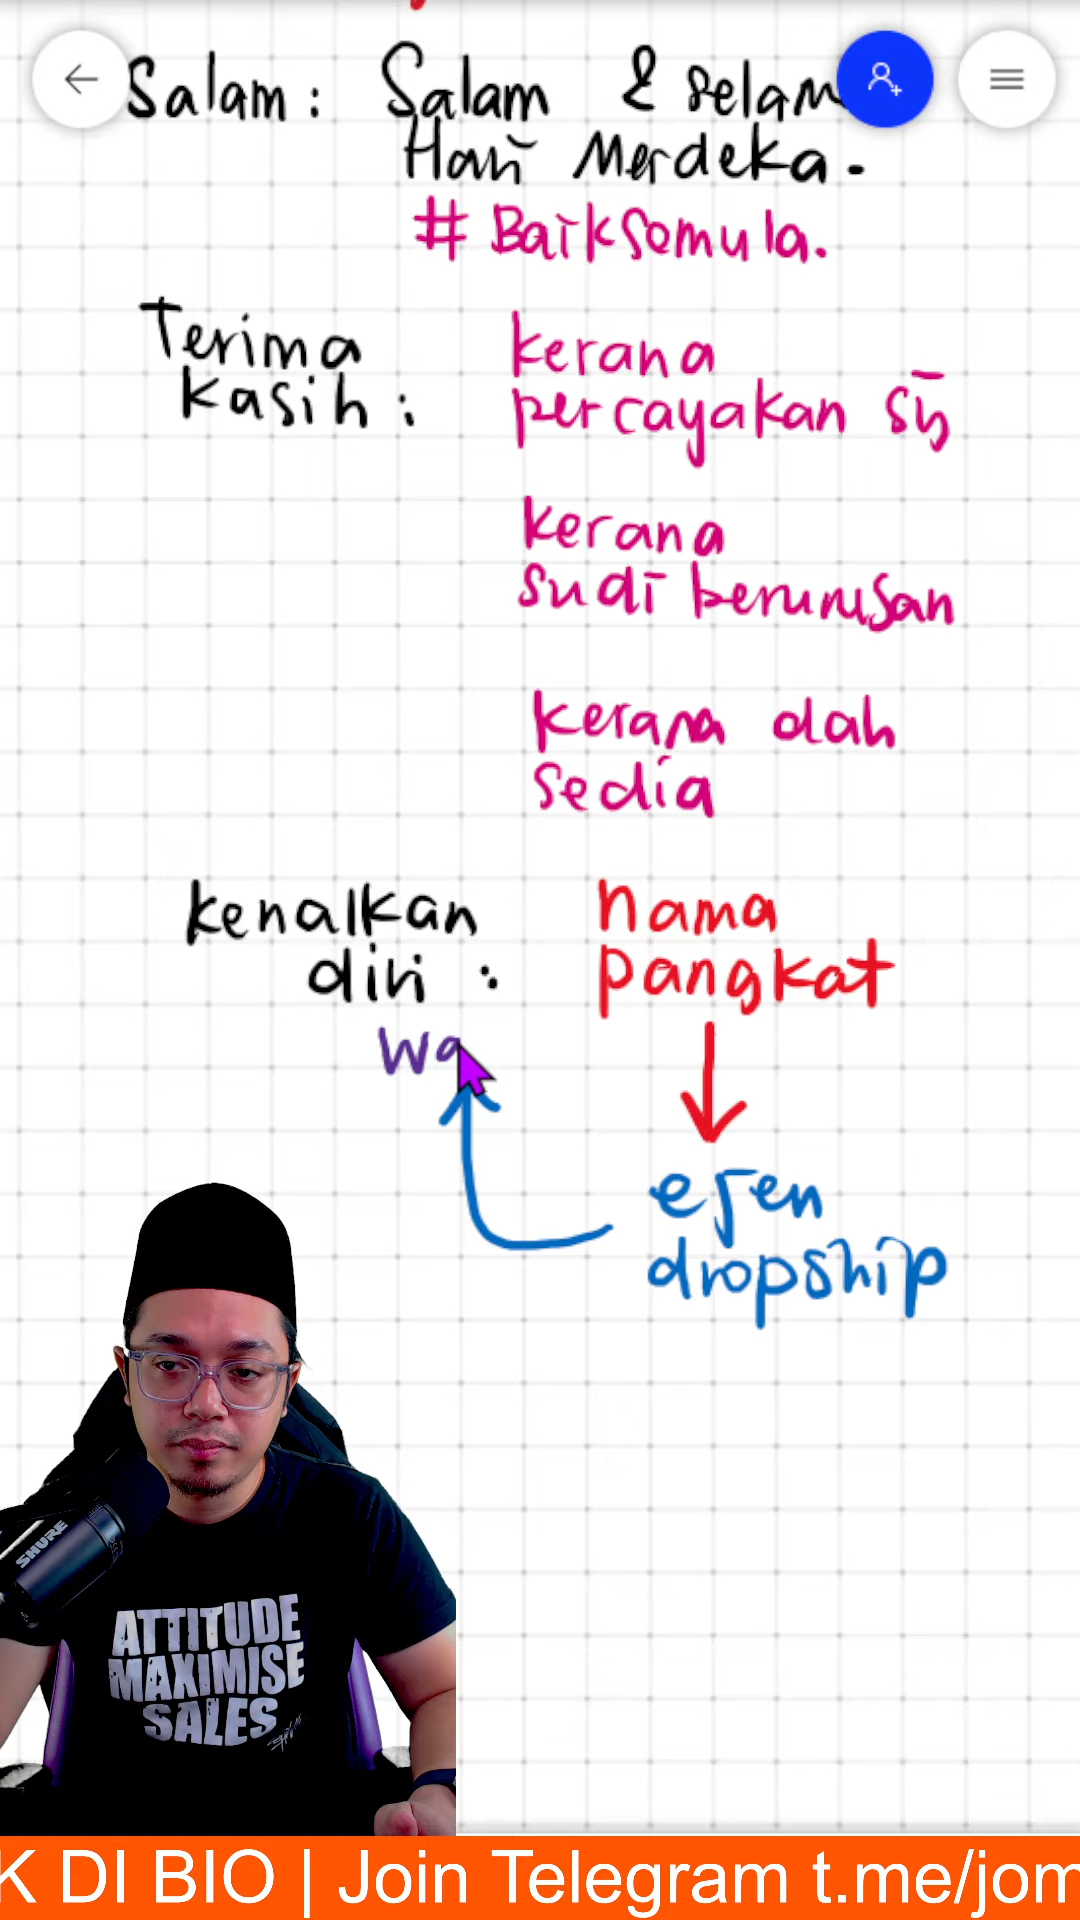 Salam : Salam & selam
Hari Merdeka.
# BaikSemula.
Terima
kasih :
kerana
percayakan sy
kerana
sudi berurusan
kerana dah
sedia
kenalkan
diri :
nama
pangkat
wa
ejen
dropship
SHURE
ATTITUDE
MAXIMISE
SALES
K DI BIO | Join Telegram t.me/jom